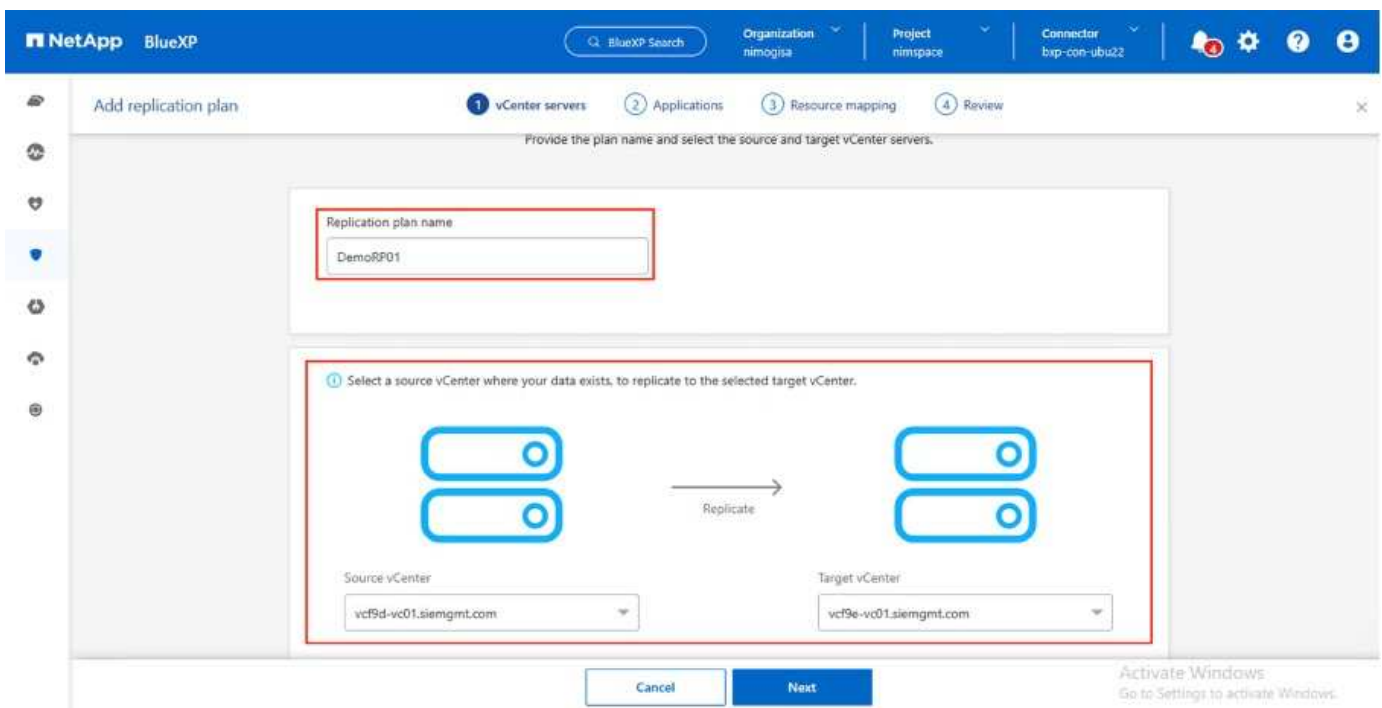 NetApp BlueXP
BlueXP Search
Organization
nimogisa
Project
nimspace
Connector
bxp-con-ubu22
4
Add replication plan
1 vCenter servers
2 Applications
3 Resource mapping
4 Review
Provide the plan name and select the source and target vCenter servers.
Replication plan name
DemoRP01
Select a source vCenter where your data exists, to replicate to the selected target vCenter.
Replicate
Source vCenter
Target vCenter
vcf9d-vc01.siemgmt.com
vcf9e-vc01.siemgmt.com
Cancel
Next
Activate Windows
Go to Settings to activate Windows.